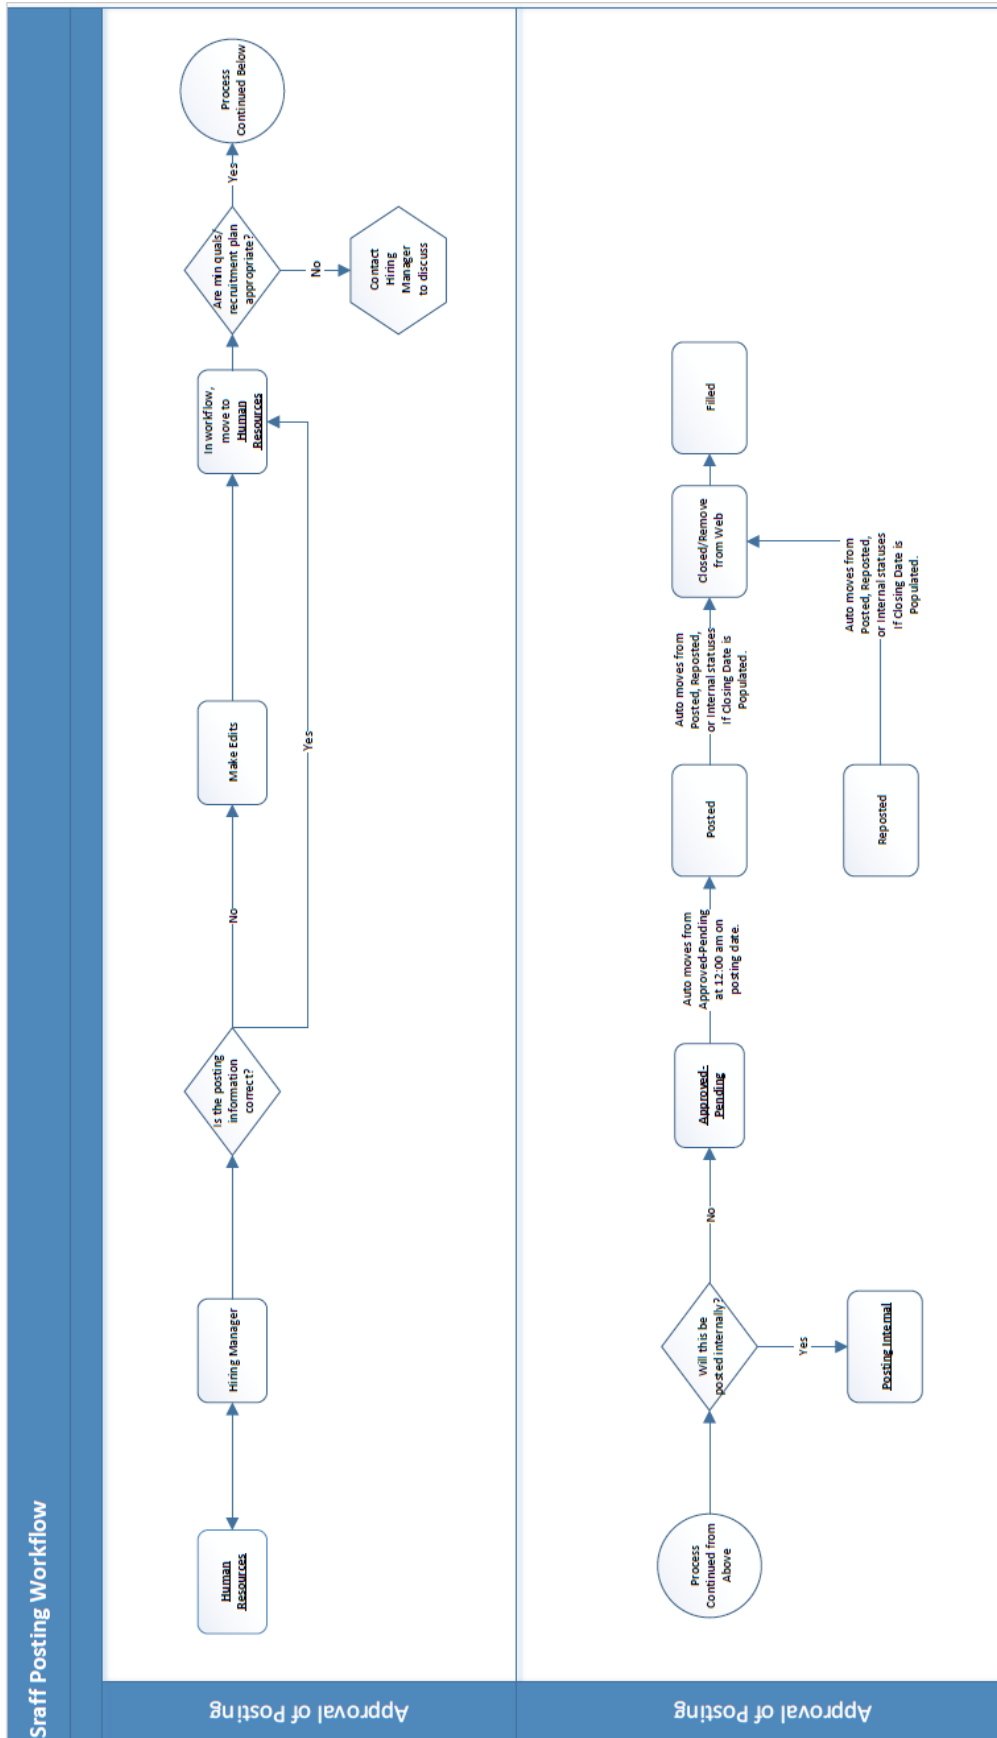 Sraff Posting Workflow
Approval of Posting
Human
Resources
Hiring Manager
Is the posting
information
correct?
No
Yes
Make Edits
In workflow,
move to
Human
Resources
Are min quals/
recruitment plan
appropriate?
Yes
Process
Continued Below
No
Contact
Hiring
Manager
to discuss
Approval of Posting
Process
Continued from
Above
Will this be
posted internally?
Yes
Posting Internal
No
Approved-
Pending
Auto moves from
Approved-Pending
at 12:00 am on
posting date.
Posted
Auto moves from
Posted, Reposted,
or Internal statuses
If Closing Date is
Populated.
Closed/Remove
from Web
Filled
Reposted
Auto moves from
Posted, Reposted,
or Internal statuses
If Closing Date is
Populated.